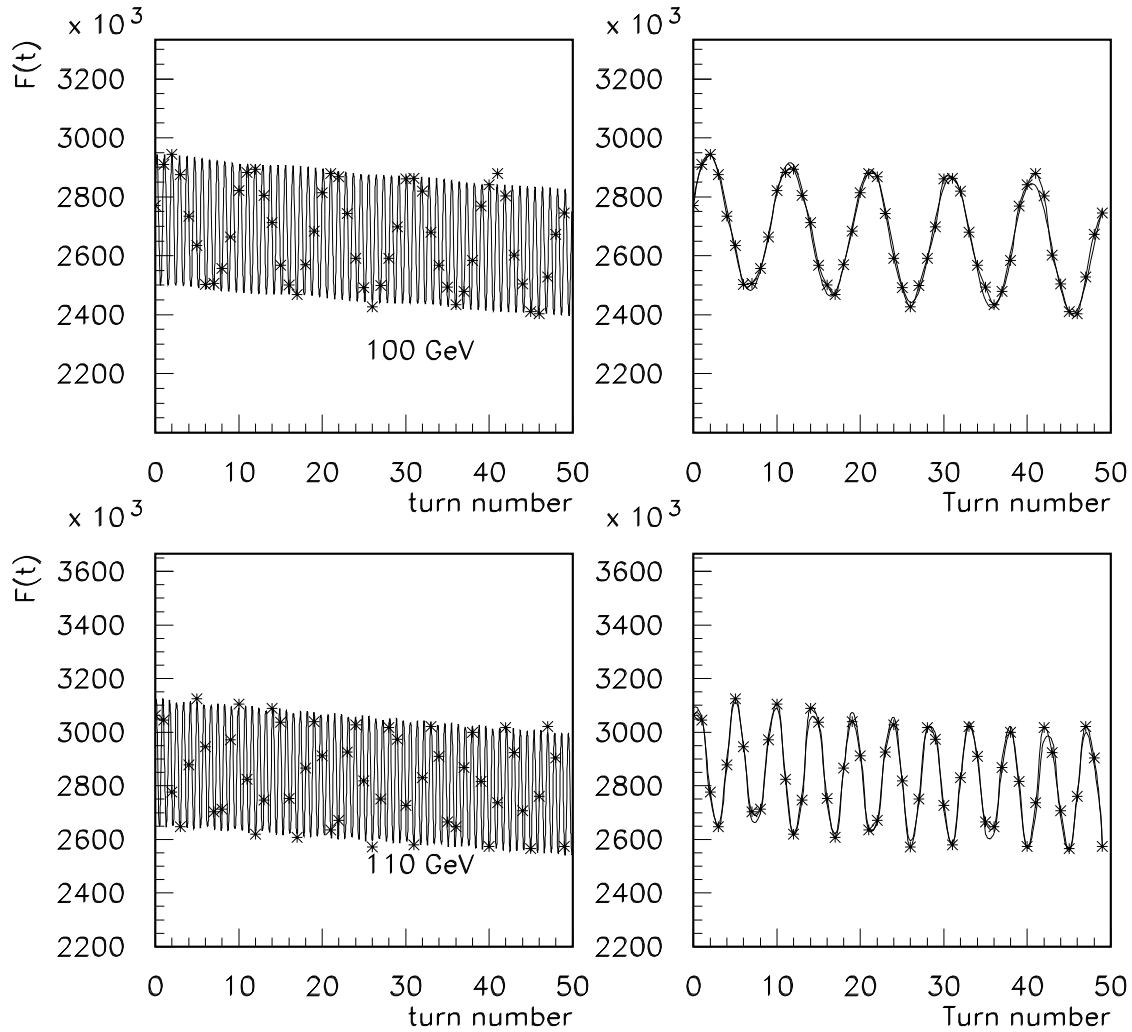 x 10³ x 10³
F(t)
3200 3200
3000 3000
2800 2800
2600 2600
2400 2400
100 GeV
2200 2200
0 10 20 30 40 50 0 10 20 30 40 50
turn number Turn number
x 10³ x 10³
F(t)
3600 3600
3400 3400
3200 3200
3000 3000
2800 2800
2600 2600
110 GeV
2400 2400
2200 2200
0 10 20 30 40 50 0 10 20 30 40 50
turn number Turn number